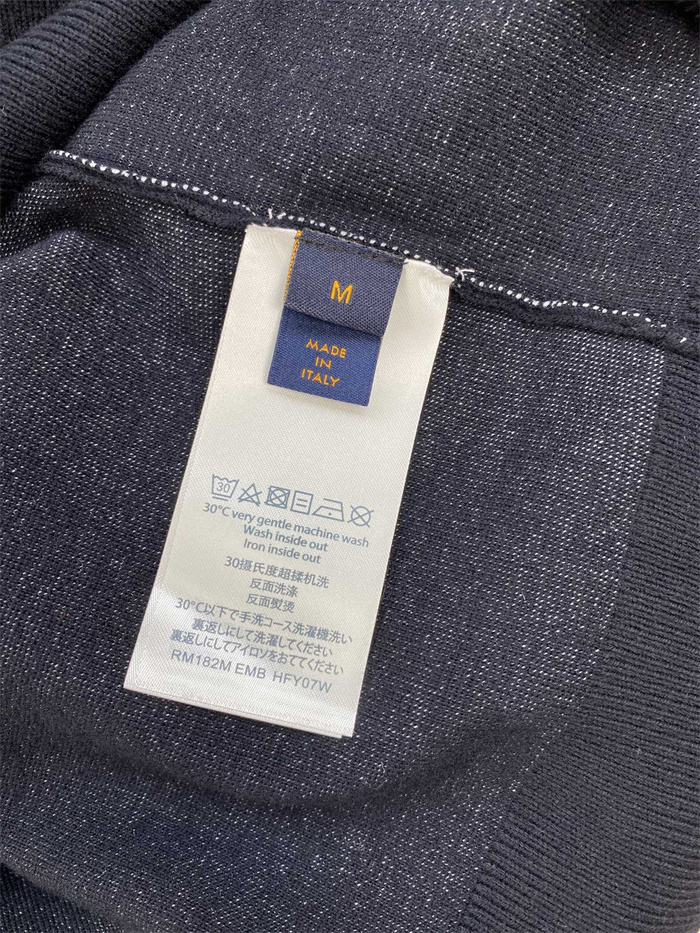 M
MADE
IN
ITALY
30
30°C very gentle machine wash
Wash inside out
Iron inside out
30摄氏度超揉机洗
反面洗涤
反面熨烫
30°C以下で手洗コース洗濯機洗い
裏返しにして洗濯してください
裏返しにしてアイロソをおててください
RM182M EMB HFY07W